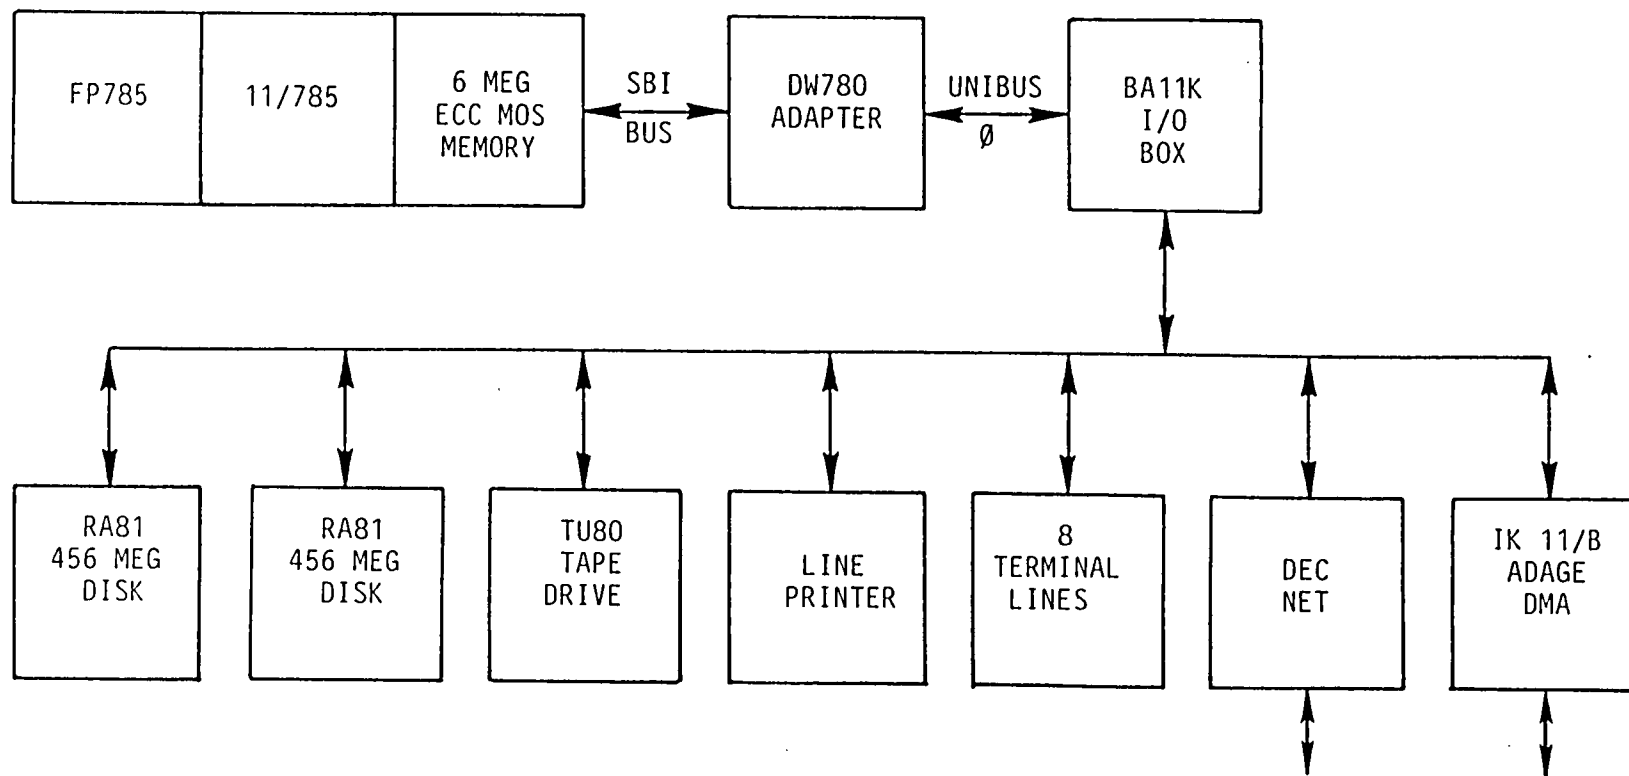 FP785
11/785
6 MEG
ECC MOS
MEMORY
SBI
BUS
DW780
ADAPTER
UNIBUS
Ø
BA11K
I/O
BOX
RA81
456 MEG
DISK
RA81
456 MEG
DISK
TU80
TAPE
DRIVE
LINE
PRINTER
8
TERMINAL
LINES
DEC
NET
IK 11/B
ADAGE
DMA